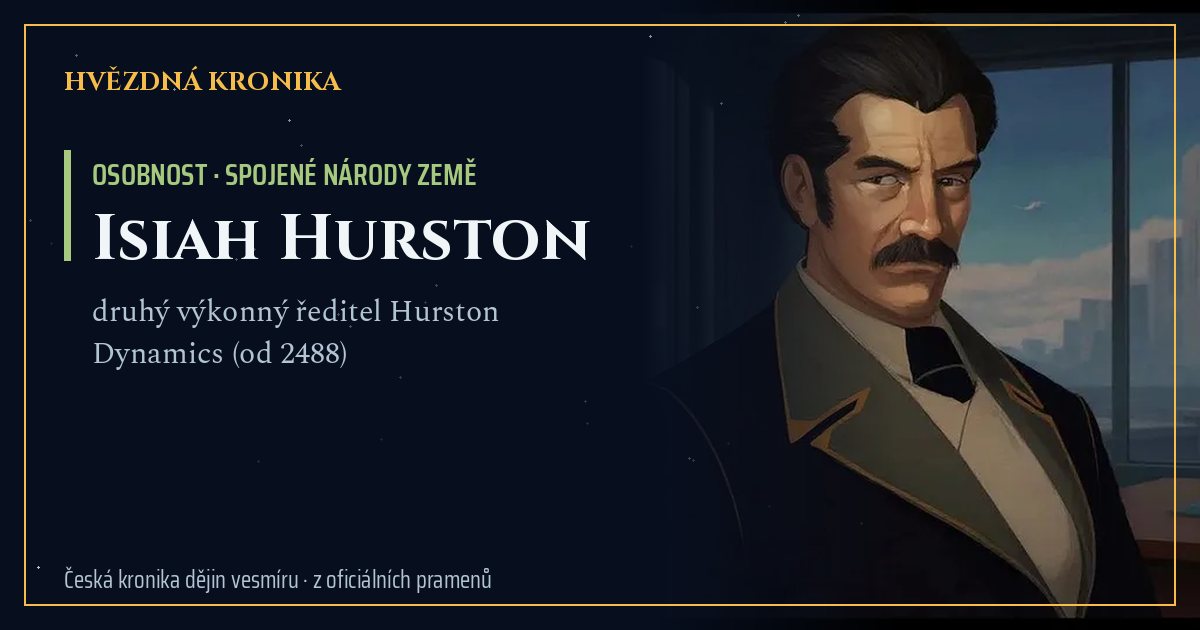 HVĚZDNÁ KRONIKA
OSOBNOST · SPOJENÉ NÁRODY ZEMĚ
ISIAH HURSTON
druhý výkonný ředitel Hurston
Dynamics (od 2488)
Česká kronika dějin vesmíru · z oficiálních pramenů